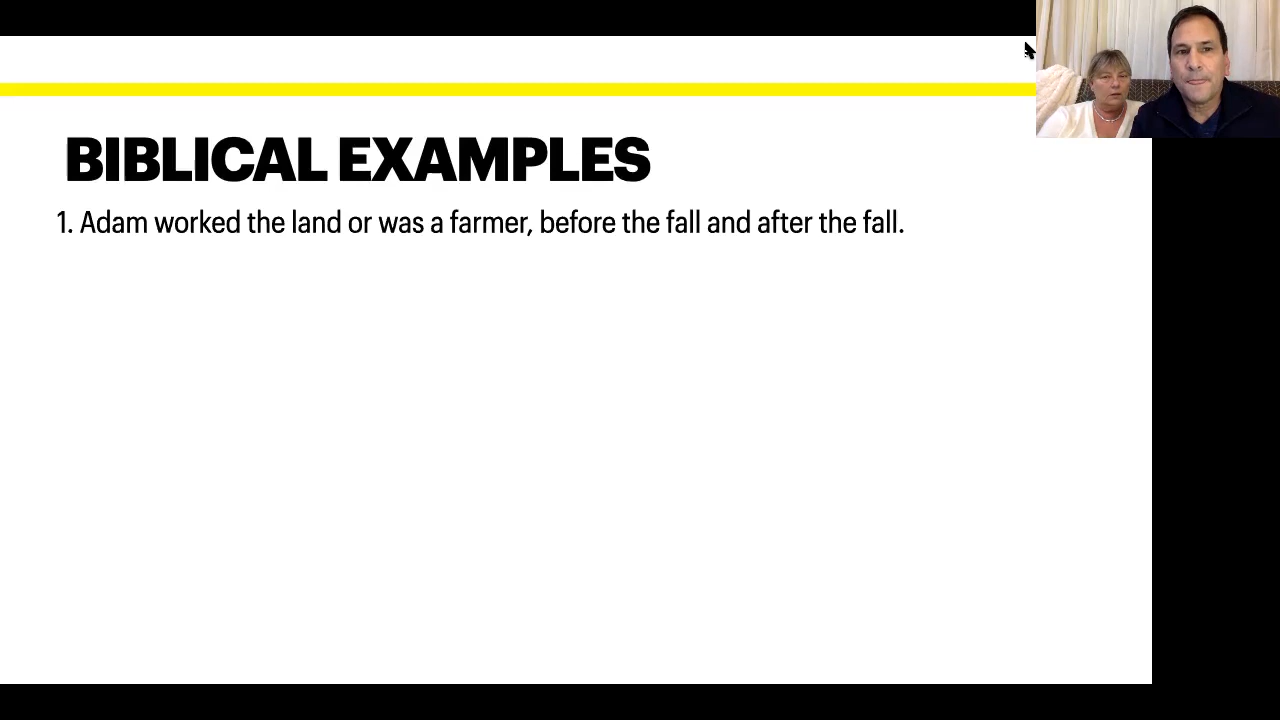 BIBLICAL EXAMPLES
1. Adam worked the land or was a farmer, before the fall and after the fall.